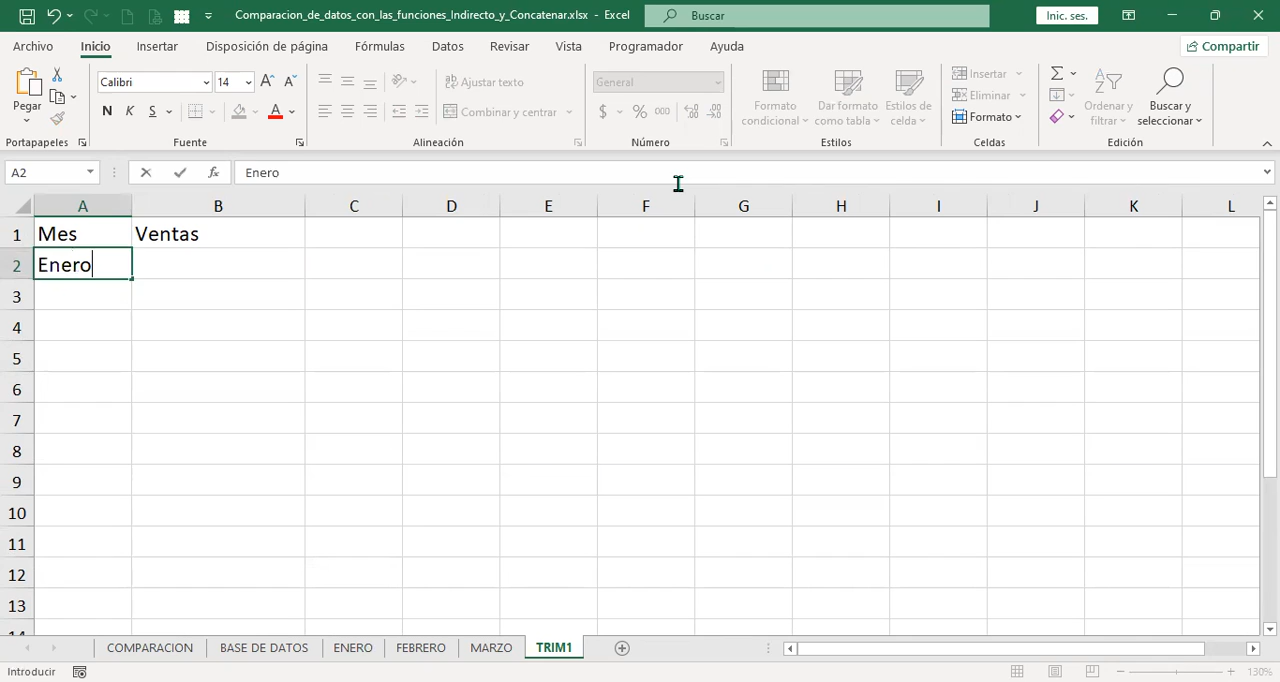 Comparacion_de_datos_con_las_funciones_Indirecto_y_Concatenar.xlsx - Excel
Buscar
Inic. ses.
Archivo Inicio Insertar Disposición de página Fórmulas Datos Revisar Vista Programador Ayuda Compartir
Pegar
Calibri 14
N K S A
Ajustar texto
Combinar y centrar
General
$ % 000
Formato condicional
Dar formato como tabla
Estilos de celda
Insertar
Eliminar
Formato
Ordenar y filtrar
Buscar y seleccionar
Portapapeles Fuente Alineación Número Estilos Celdas Edición
A2 fx Enero
A B C D E F G H I J K L
1 Mes Ventas
2 Enero
3
4
5
6
7
8
9
10
11
12
13
COMPARACION BASE DE DATOS ENERO FEBRERO MARZO TRIM1
Introducir 130%